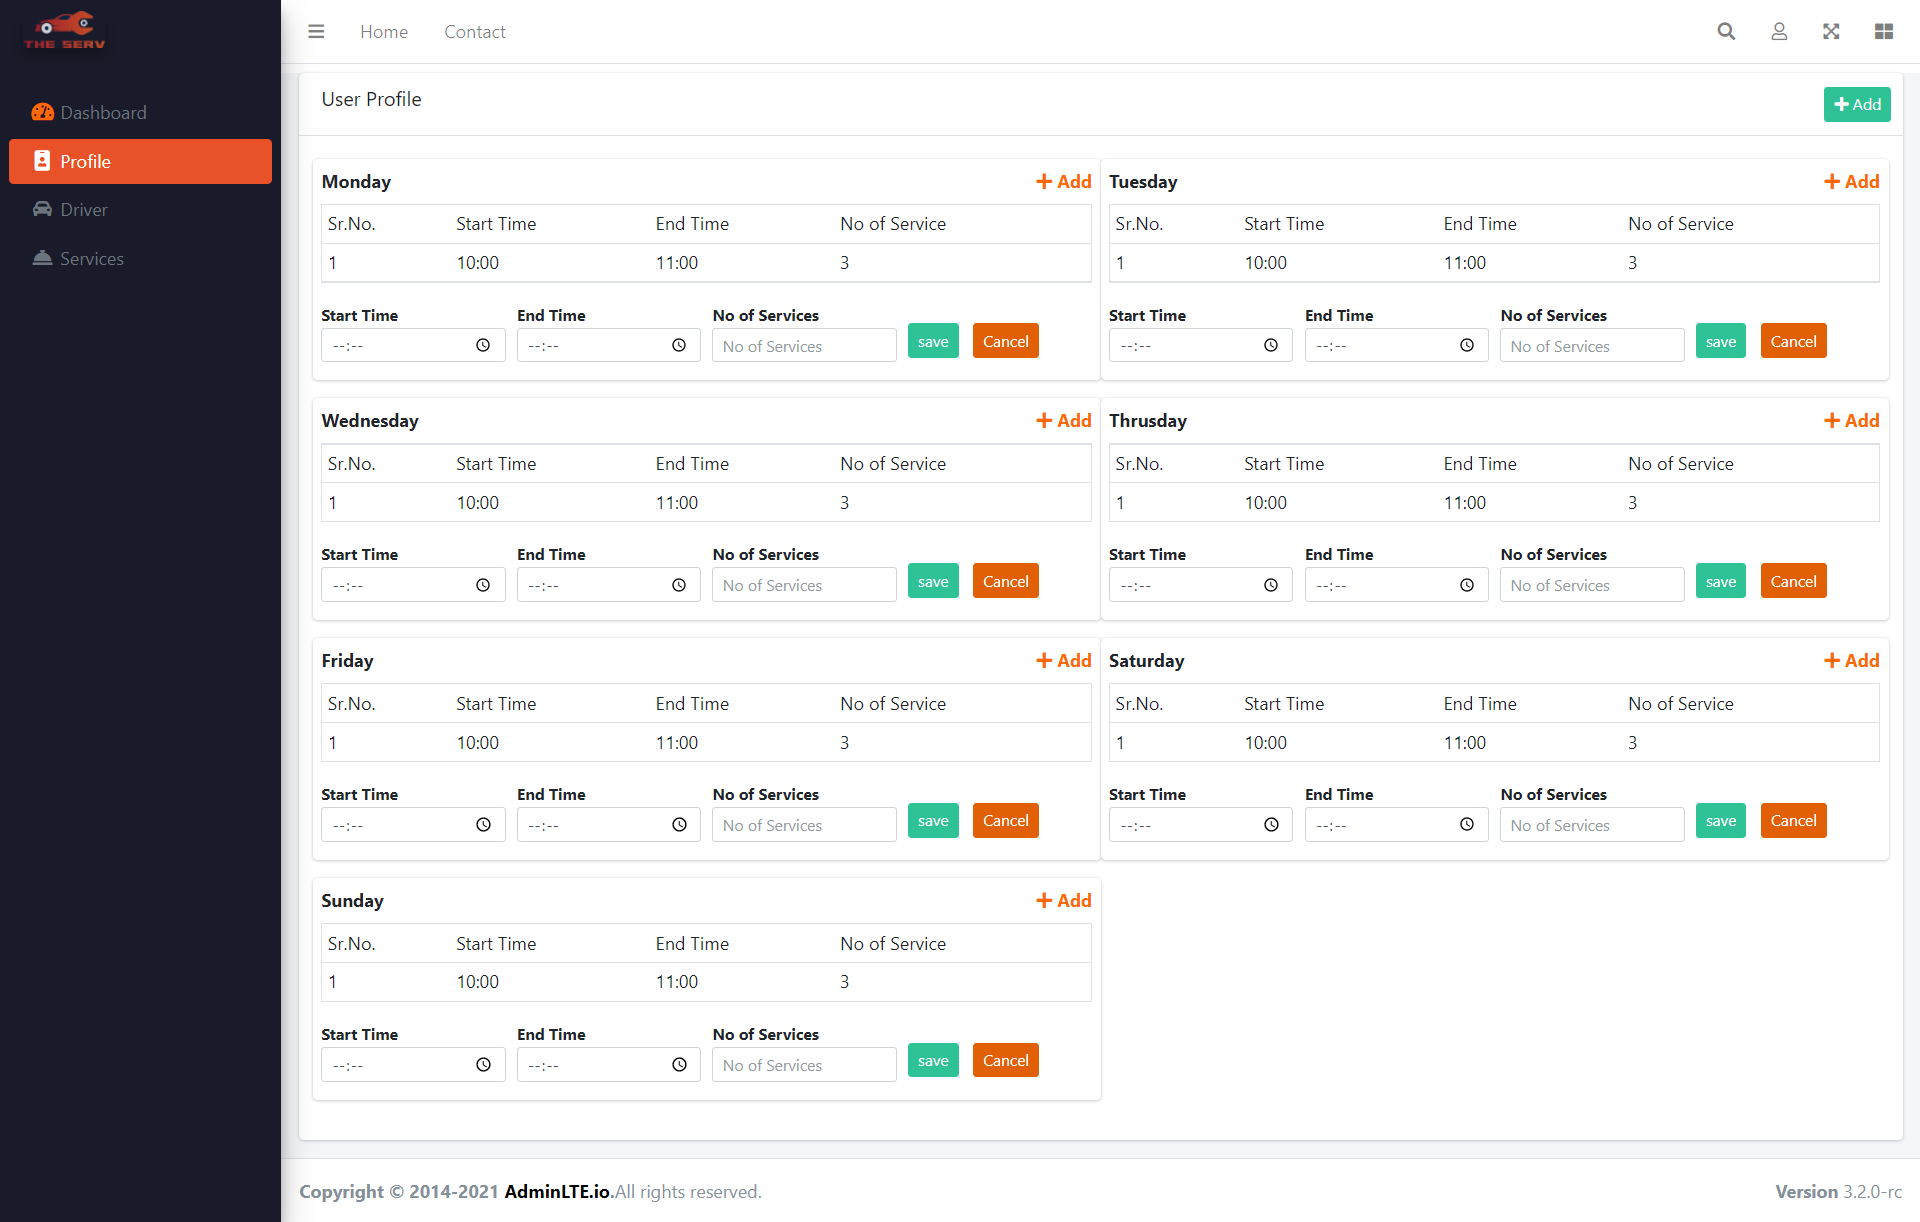 THE SERV
Home Contact
Dashboard
Profile
Driver
Services
User Profile
Add
Monday Add
Sr.No. Start Time End Time No of Service
1 10:00 11:00 3
Start Time End Time No of Services
--:-- --:-- No of Services save Cancel
Tuesday Add
Sr.No. Start Time End Time No of Service
1 10:00 11:00 3
Start Time End Time No of Services
--:-- --:-- No of Services save Cancel
Wednesday Add
Sr.No. Start Time End Time No of Service
1 10:00 11:00 3
Start Time End Time No of Services
--:-- --:-- No of Services save Cancel
Thrusday Add
Sr.No. Start Time End Time No of Service
1 10:00 11:00 3
Start Time End Time No of Services
--:-- --:-- No of Services save Cancel
Friday Add
Sr.No. Start Time End Time No of Service
1 10:00 11:00 3
Start Time End Time No of Services
--:-- --:-- No of Services save Cancel
Saturday Add
Sr.No. Start Time End Time No of Service
1 10:00 11:00 3
Start Time End Time No of Services
--:-- --:-- No of Services save Cancel
Sunday Add
Sr.No. Start Time End Time No of Service
1 10:00 11:00 3
Start Time End Time No of Services
--:-- --:-- No of Services save Cancel
Copyright © 2014-2021 AdminLTE.io.All rights reserved.
Version 3.2.0-rc